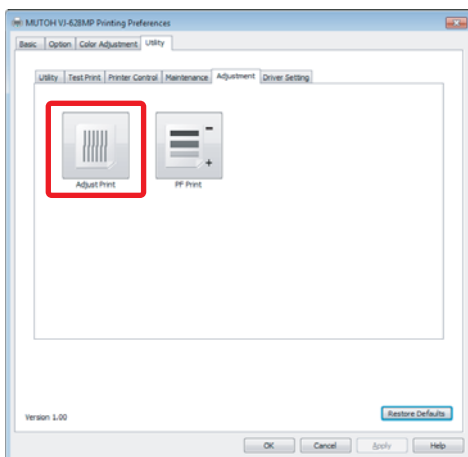 MUTOH VJ-628MP Printing Preferences
Basic Option Color Adjustment Utility
Utility Test Print Printer Control Maintenance Adjustment Driver Setting
- +
Adjust Print PF Print
Version 1.00 Restore Defaults
OK Cancel Apply Help